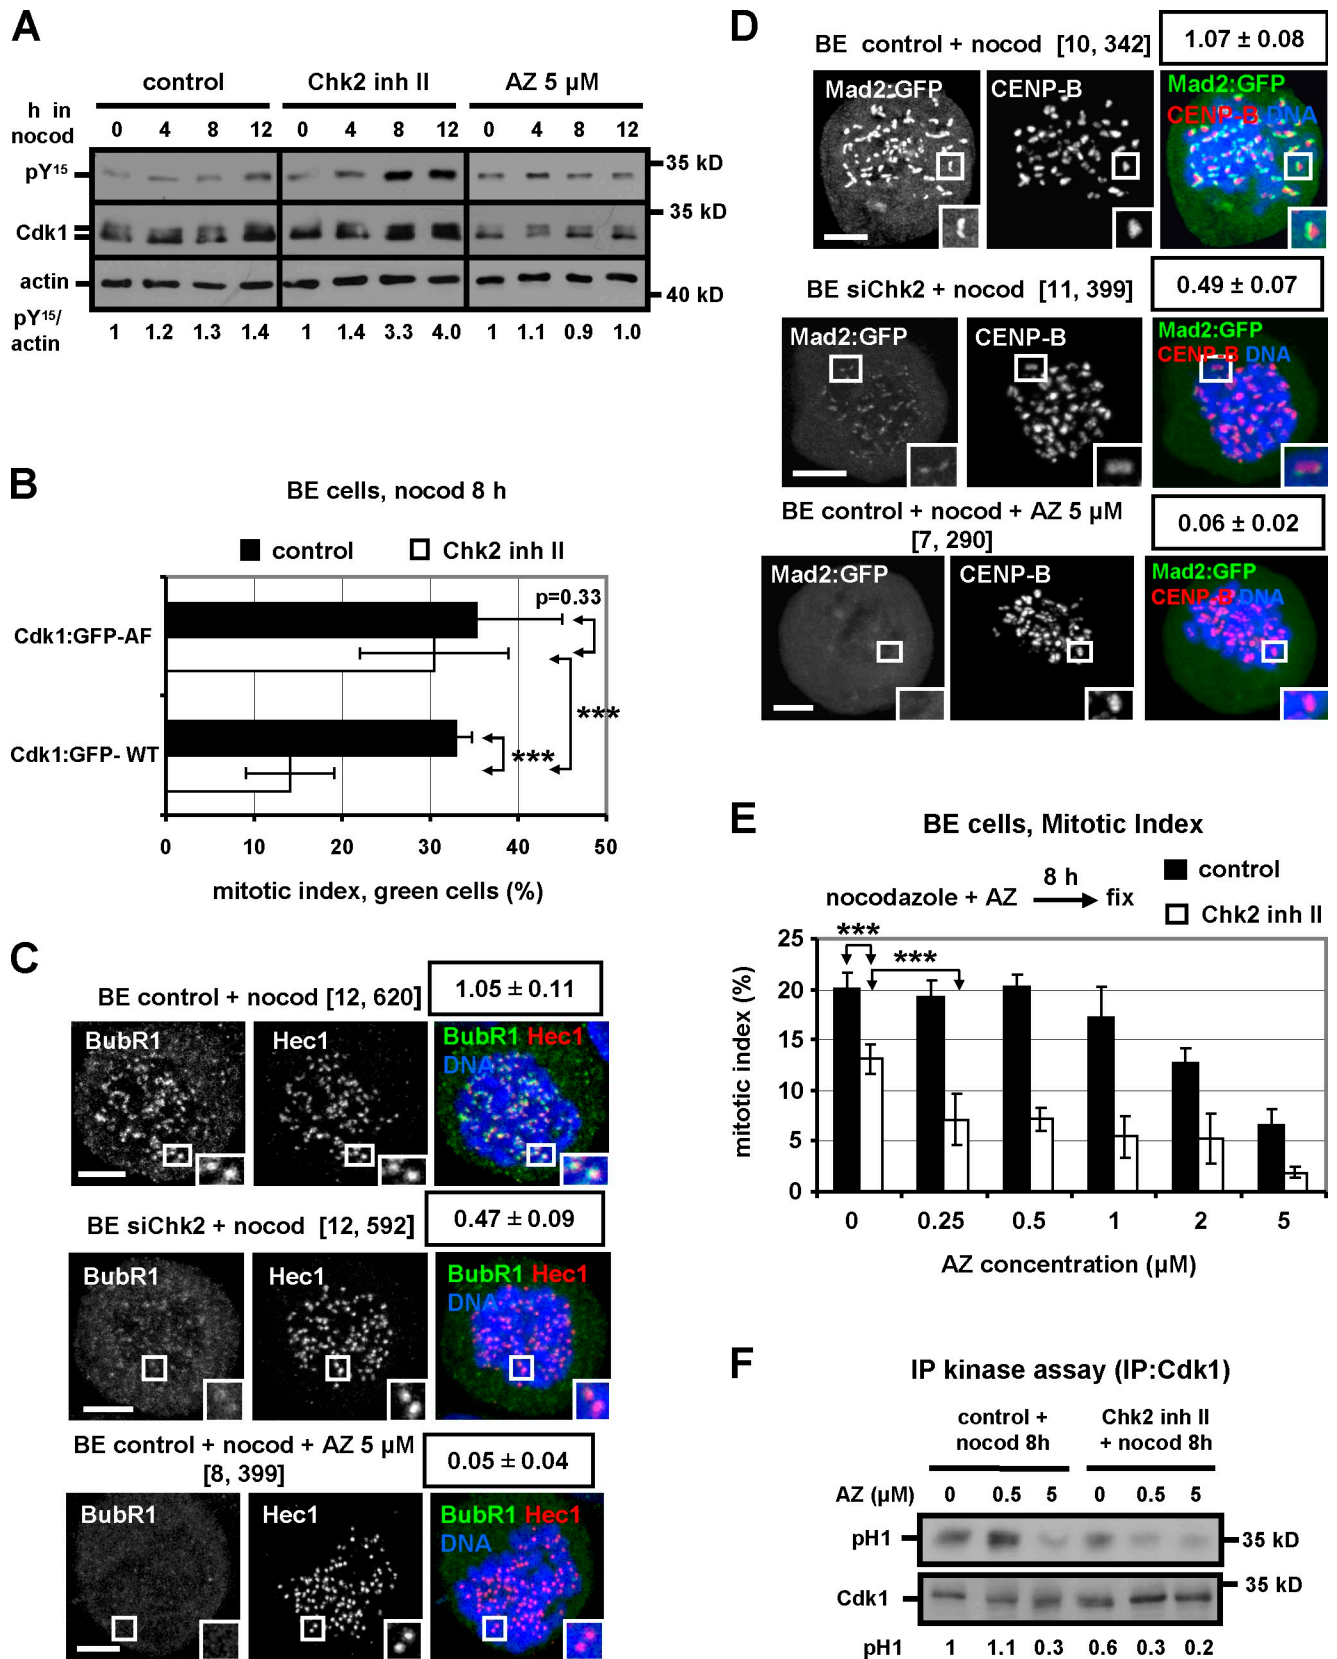 A
control Chk2 inh II AZ 5 µM
h in nocod 0 4 8 12 0 4 8 12 0 4 8 12
pY¹⁵ 35 kD
Cdk1 35 kD
actin 40 kD
pY¹⁵/actin 1 1.2 1.3 1.4 1 1.4 3.3 4.0 1 1.1 0.9 1.0
B
BE cells, nocod 8 h
control Chk2 inh II
p=0.33
Cdk1:GFP-AF
***
Cdk1:GFP- WT
***
0 10 20 30 40 50
mitotic index, green cells (%)
C
BE control + nocod [12, 620] 1.05 ± 0.11
BubR1 Hec1 BubR1 Hec1
DNA
BE siChk2 + nocod [12, 592] 0.47 ± 0.09
BubR1 Hec1 BubR1 Hec1
DNA
BE control + nocod + AZ 5 µM
[8, 399]
0.05 ± 0.04
BubR1 Hec1 BubR1 Hec1
DNA
D
BE control + nocod [10, 342] 1.07 ± 0.08
Mad2:GFP CENP-B Mad2:GFP
CENP-B DNA
BE siChk2 + nocod [11, 399] 0.49 ± 0.07
Mad2:GFP CENP-B Mad2:GFP
CENP-B DNA
BE control + nocod + AZ 5 µM
[7, 290]
0.06 ± 0.02
Mad2:GFP CENP-B Mad2:GFP
CENP-B DNA
E
BE cells, Mitotic Index
control
Chk2 inh II
8 h
nocodazole + AZ fix
*** ***
mitotic index (%)
25
20
15
10
5
0
0 0.25 0.5 1 2 5
AZ concentration (µM)
F
IP kinase assay (IP:Cdk1)
control + Chk2 inh II
nocod 8h + nocod 8h
AZ (µM) 0 0.5 5 0 0.5 5
pH1 35 kD
Cdk1 35 kD
pH1 1 1.1 0.3 0.6 0.3 0.2